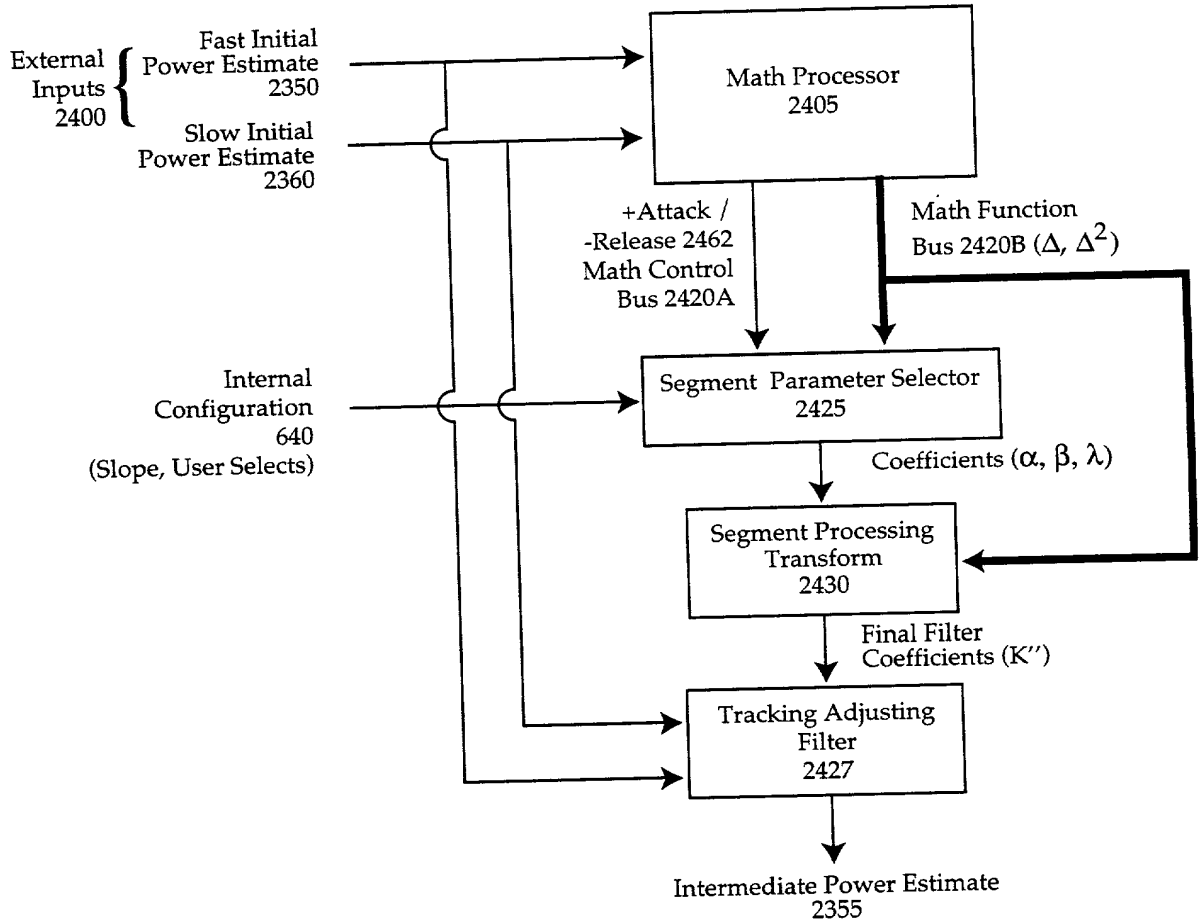 External
Inputs
2400
Fast Initial
Power Estimate
2350
Slow Initial
Power Estimate
2360
Math Processor
2405
+Attack /
-Release 2462
Math Control
Bus 2420A
Math Function
Bus 2420B (Δ, Δ²)
Internal
Configuration
640
(Slope, User Selects)
Segment Parameter Selector
2425
Coefficients (α, β, λ)
Segment Processing
Transform
2430
Final Filter
Coefficients (K'')
Tracking Adjusting
Filter
2427
Intermediate Power Estimate
2355